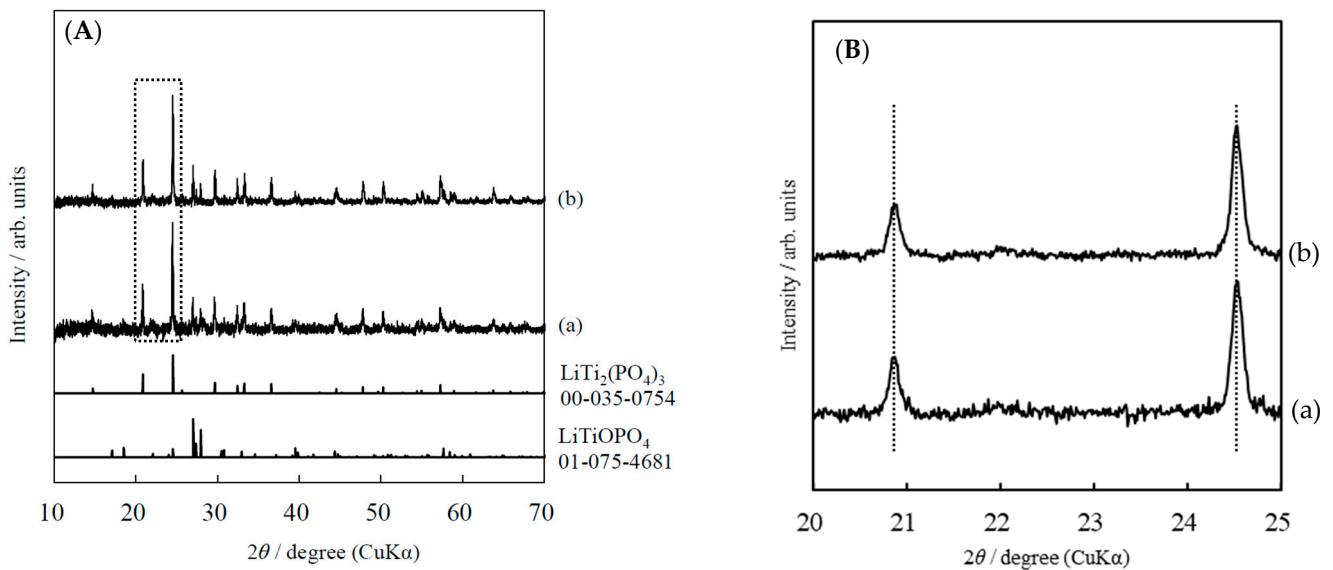 (A)
Intensity / arb. units
(b)
(a)
LiTi₂(PO₄)₃
00-035-0754
LiTiOPO₄
01-075-4681
10 20 30 40 50 60 70
2θ / degree (CuKα)
(B)
Intensity / arb. units
(b)
(a)
20 21 22 23 24 25
2θ / degree (CuKα)